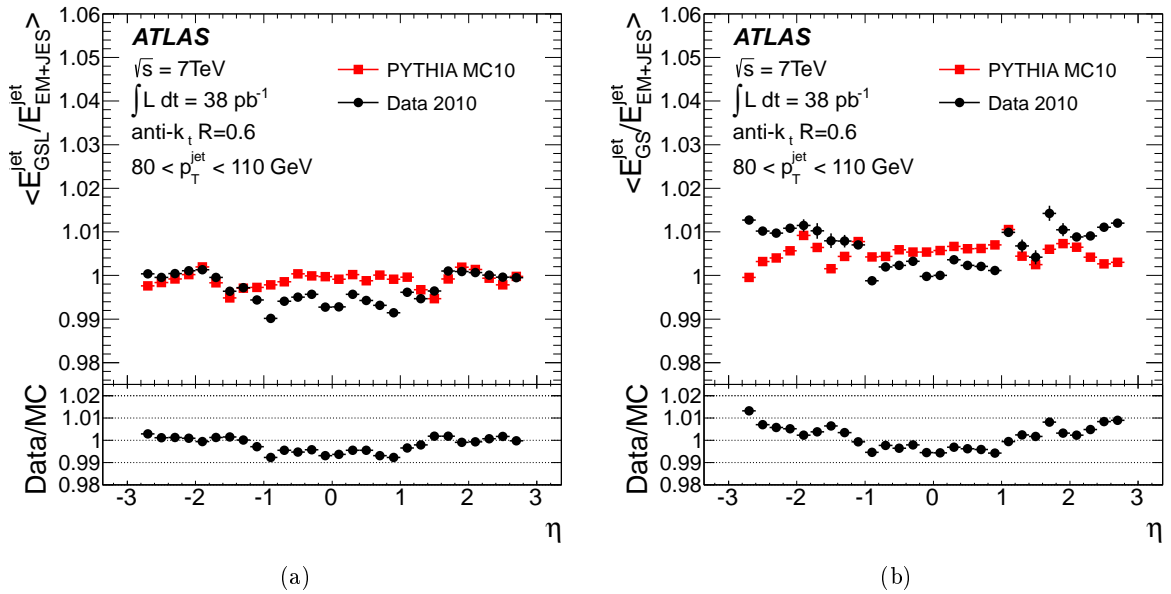 <E^jet_GSL/E^jet_EM+JES>
1.06
1.05
1.04
1.03
1.02
1.01
1
0.99
0.98
ATLAS
√s = 7TeV
∫L dt = 38 pb⁻¹
anti-k_t R=0.6
80 < p_T^jet < 110 GeV
PYTHIA MC10
Data 2010
Data/MC
1.02
1.01
1
0.99
0.98
-3 -2 -1 0 1 2 3
η
(a)
<E^jet_GS/E^jet_EM+JES>
1.06
1.05
1.04
1.03
1.02
1.01
1
0.99
0.98
ATLAS
√s = 7TeV
∫L dt = 38 pb⁻¹
anti-k_t R=0.6
80 < p_T^jet < 110 GeV
PYTHIA MC10
Data 2010
Data/MC
1.02
1.01
1
0.99
0.98
-3 -2 -1 0 1 2 3
η
(b)